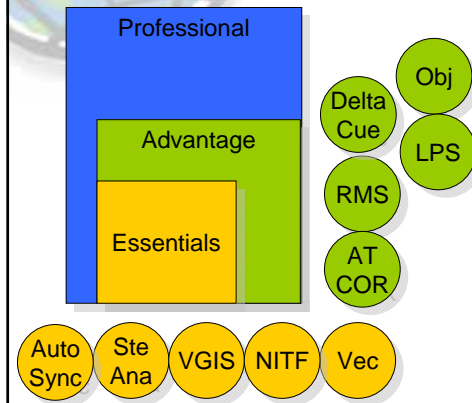 Professional
Advantage
Essentials
Obj
Delta
Cue
LPS
RMS
AT
COR
Auto
Sync
Ste
Ana
VGIS
NITF
Vec